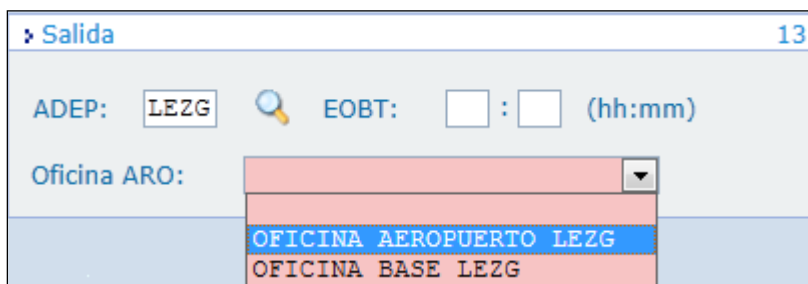 Salida 13
ADEP: LEZG EOBT: : (hh:mm)
Oficina ARO:
OFICINA AEROPUERTO LEZG
OFICINA BASE LEZG